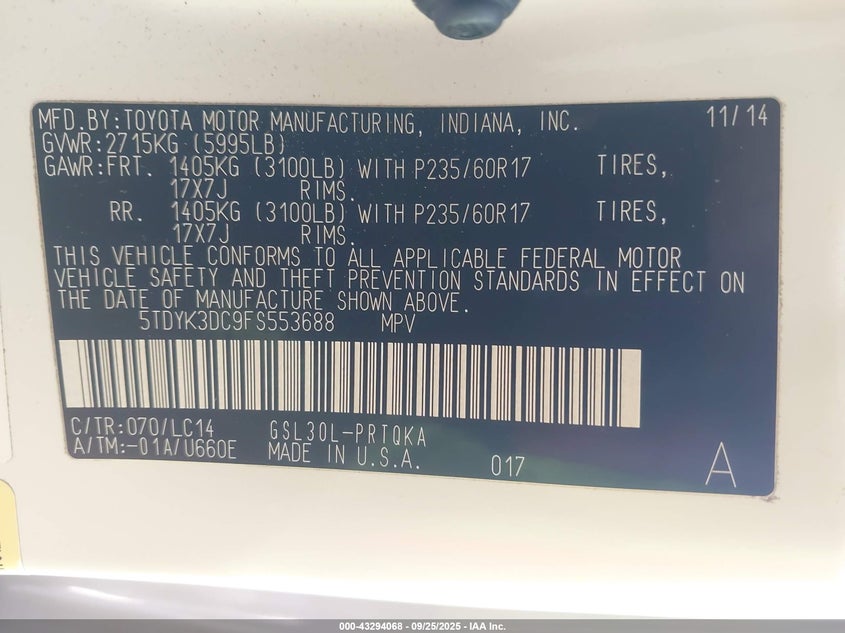 MFD.BY:TOYOTA MOTOR MANUFACTURING, INDIANA, INC. 11/14
GVWR:2715KG (5995LB)
GAWR:FRT. 1405KG (3100LB) WITH P235/60R17 TIRES,
17X7J RIMS.
RR. 1405KG (3100LB) WITH P235/60R17 TIRES,
17X7J RIMS.
THIS VEHICLE CONFORMS TO ALL APPLICABLE FEDERAL MOTOR
VEHICLE SAFETY AND THEFT PREVENTION STANDARDS IN EFFECT ON
THE DATE OF MANUFACTURE SHOWN ABOVE.
5TDYK3DC9FS553688 MPV
C/TR:070/LC14 GSL30L-PRTQKA
A/TM:-01A/U660E MADE IN U.S.A. 017 A
000-43294068 - 09/25/2025 - IAA Inc.